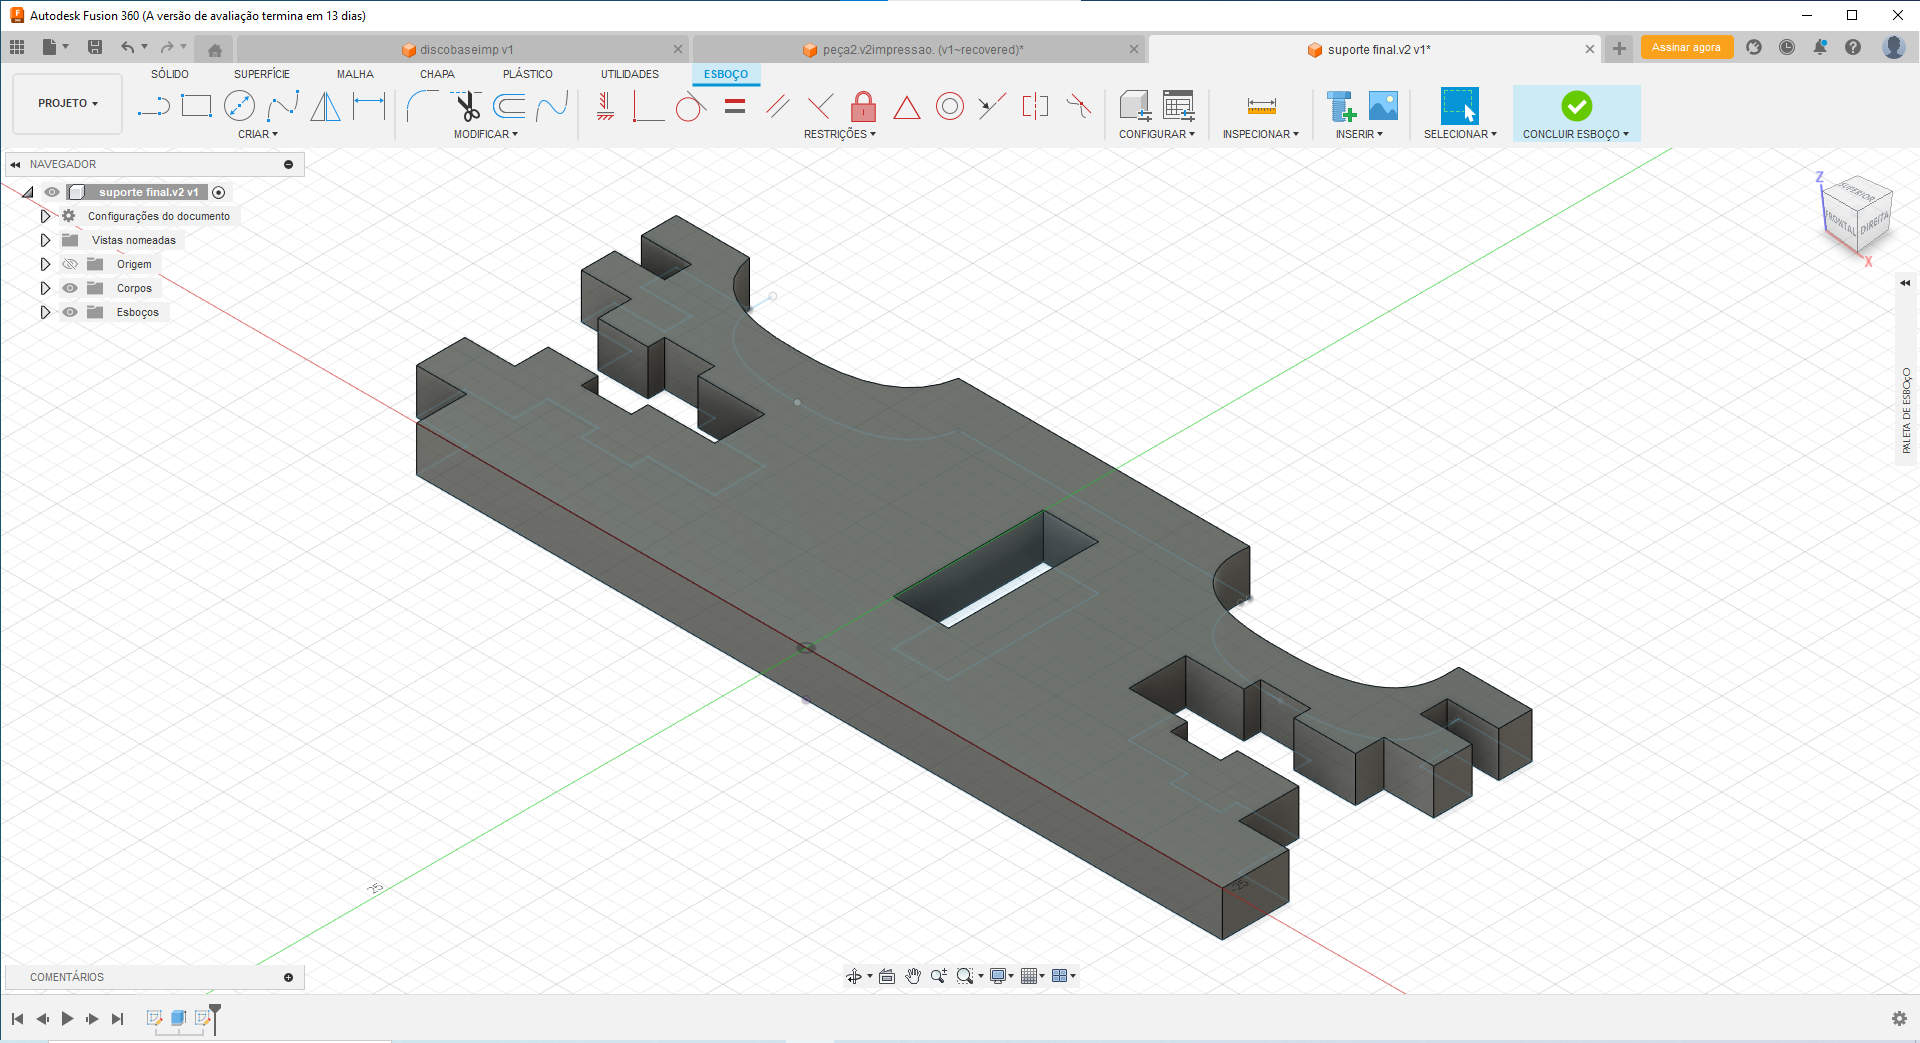 Autodesk Fusion 360 (A versão de avaliação termina em 13 dias)
discobaseimp v1
peça2.v2impressao. (v1~recovered)*
suporte final.v2 v1*
Assinar agora
SÓLIDO SUPERFÍCIE MALHA CHAPA PLÁSTICO UTILIDADES ESBOÇO
PROJETO
CRIAR MODIFICAR RESTRIÇÕES CONFIGURAR INSPECIONAR INSERIR SELECIONAR CONCLUIR ESBOÇO
NAVEGADOR
suporte final.v2 v1
Configurações do documento
Vistas nomeadas
Origem
Corpos
Esboços
Z
SUPERIOR
FRONTAL
DIREITA
X
PALETA DE ESBOÇO
25
25
COMENTÁRIOS